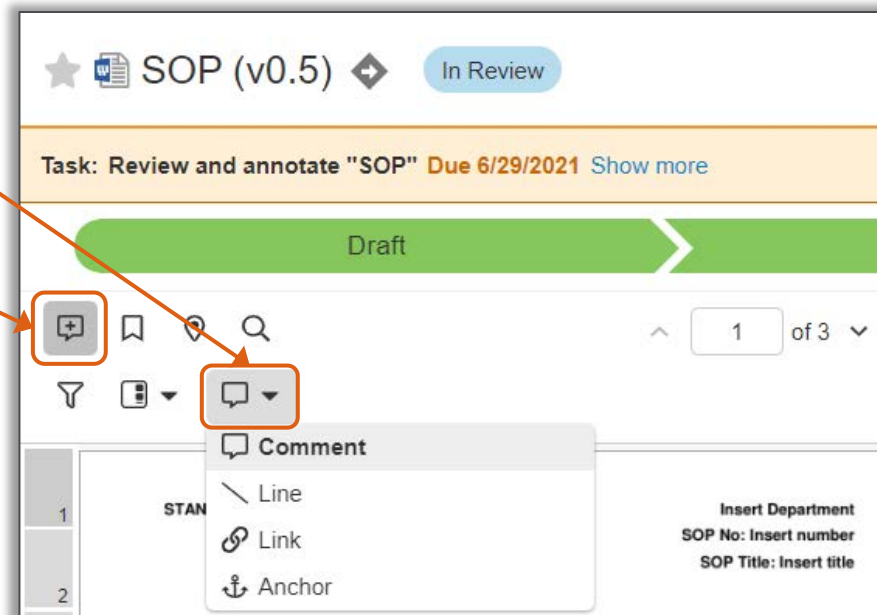 SOP (v0.5) In Review
Task: Review and annotate "SOP" Due 6/29/2021 Show more
Draft
1 of 3
Comment
Line
Link
Anchor
1 STAN Insert Department
SOP No: Insert number
SOP Title: Insert title
2